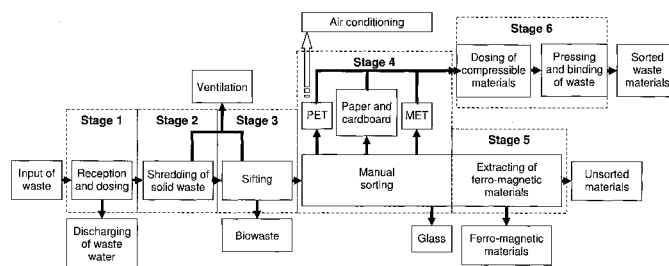 Air conditioning
Stage 6
Stage 4
Dosing of
compressible
materials
Pressing
and binding
of waste
Sorted
waste
materials
Ventilation
PET
Paper and
cardboard
MET
Stage 1
Stage 2
Stage 3
Stage 5
Input of
waste
Reception
and dosing
Shredding of
solid waste
Sifting
Manual
sorting
Extracting of
ferro-magnetic
materials
Unsorted
materials
Discharging
of waste
water
Biowaste
Glass
Ferro-magnetic
materials